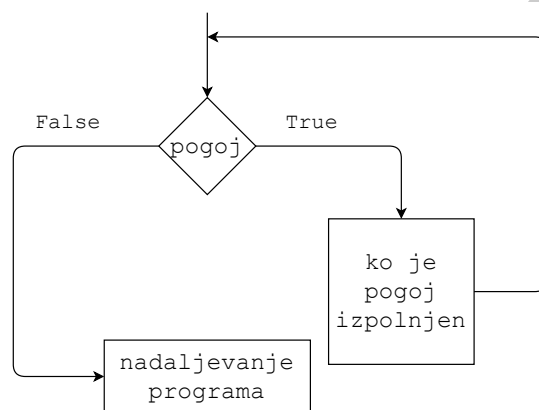 False
True
pogoj
ko je
pogoj
izpolnjen
nadaljevanje
programa